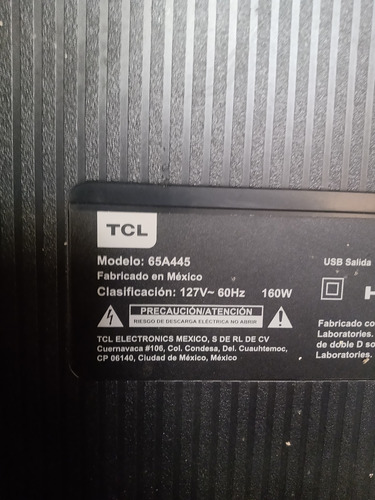 TCL
Modelo: 65A445
Fabricado en México
Clasificación: 127V~ 60Hz 160W
PRECAUCIÓN/ATENCIÓN
RIESGO DE DESCARGA ELÉCTRICA NO ABRIR
TCL ELECTRONICS MEXICO, S DE RL DE CV
Cuernavaca #106, Col. Condesa, Del. Cuauhtemoc,
CP 06140, Ciudad de México, México
USB Salida
H
Fabricado co
Laboratories.
de doble D so
Laboratories.